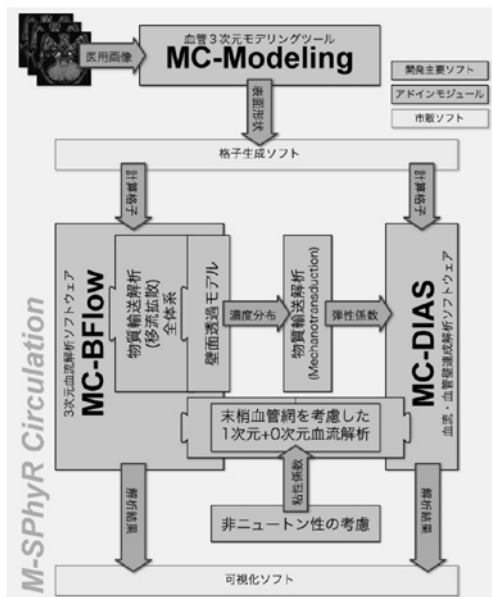 血管3次元モデリングツール
MC-Modeling
医用画像
開発主要ソフト
アドインモジュール
市販ソフト
表面形状
格子生成ソフト
計算格子
計算格子
3次元血流解析ソフトウェア
MC-BFlow
物質輸送解析
(移流拡散)
全体系
壁面透過モデル
濃度分布
物質輸送解析
(Mechanotransduction)
弾性係数
MC-DIAS
血流・血管壁連成解析ソフトウェア
末梢血管網を考慮した
1次元+0次元血流解析
粘性係数
非ニュートン性の考慮
解析結果
解析結果
可視化ソフト
M-SPhyR Circulation